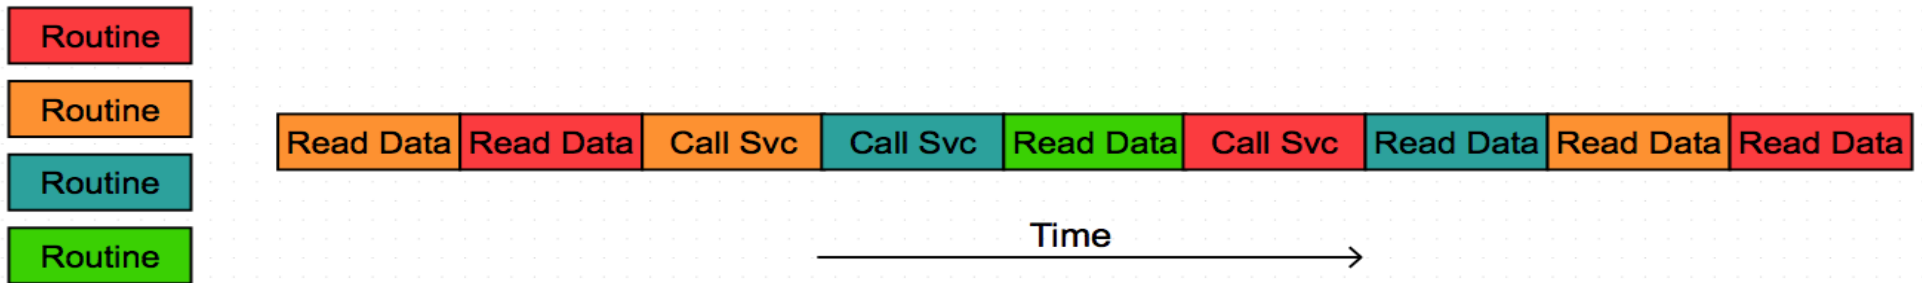 Routine
Routine
Routine
Routine
Read Data Read Data Call Svc Call Svc Read Data Call Svc Read Data Read Data Read Data
Time